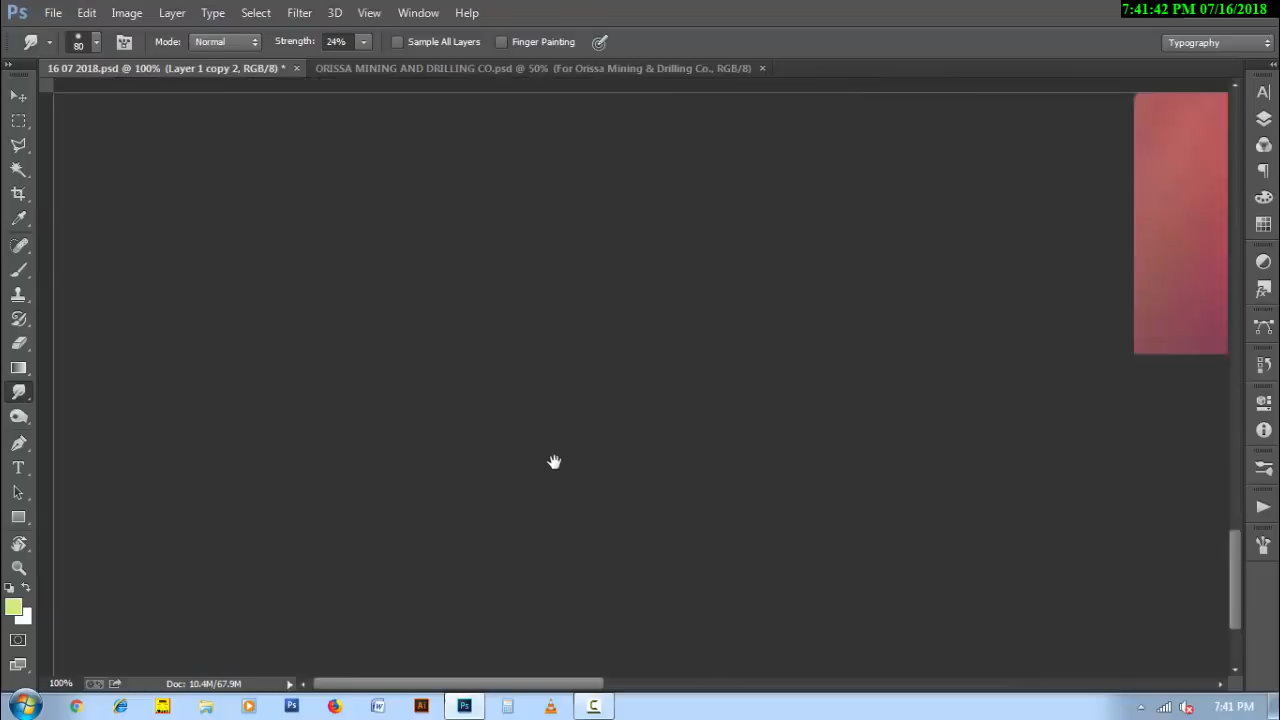 7:41:42 PM 07/16/2018
Ps File Edit Image Layer Type Select Filter 3D View Window Help
80 Mode: Normal Strength: 24% Sample All Layers Finger Painting Typography
16 07 2018.psd @ 100% (Layer 1 copy 2, RGB/8) * × ORISSA MINING AND DRILLING CO.psd @ 50% (For Orissa Mining & Drilling Co., RGB/8) ×
100% Doc: 10.4M/67.9M
7:41 PM